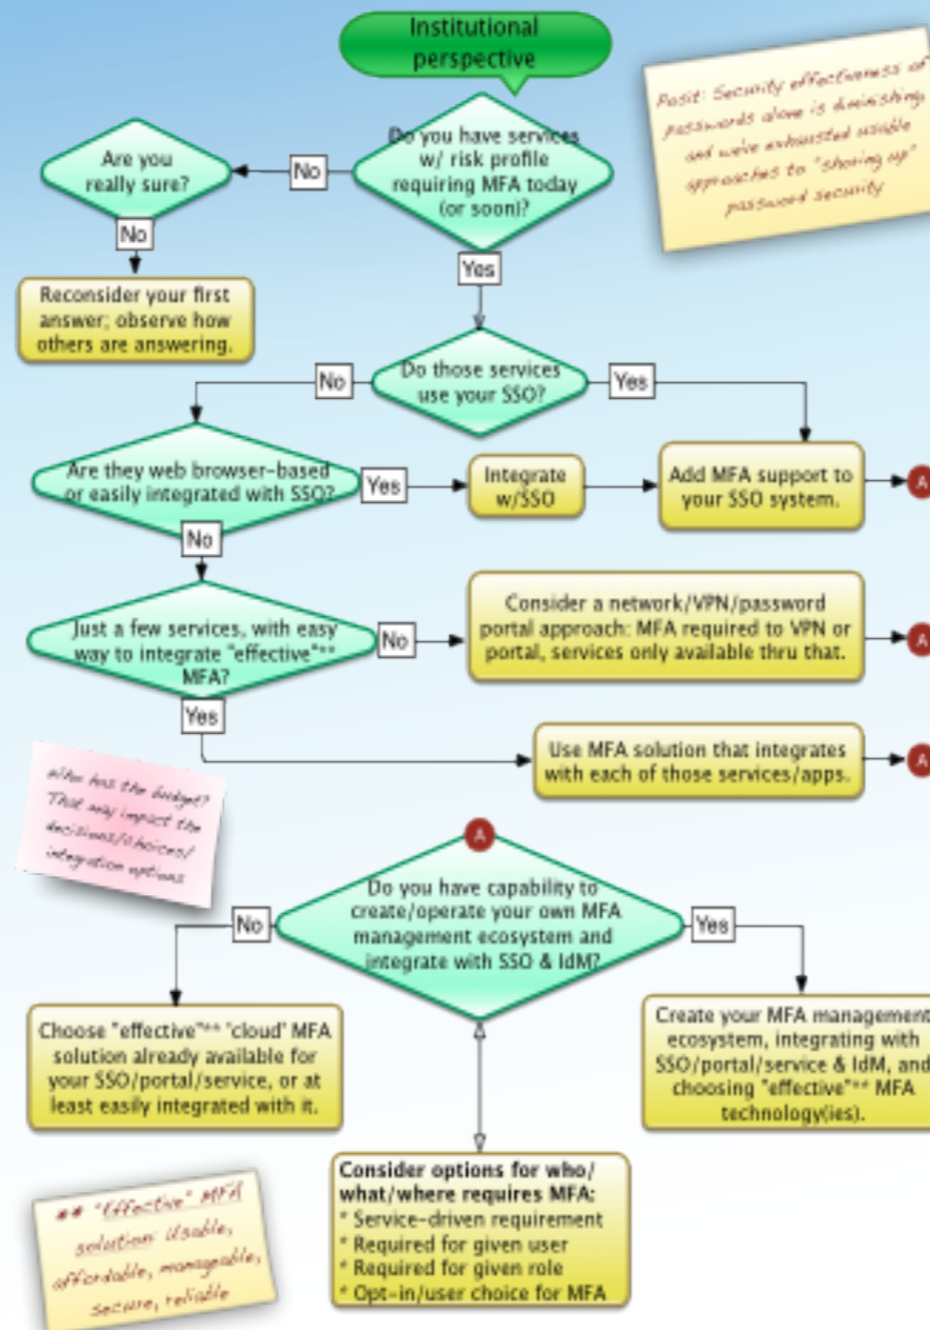 Institutional
perspective
Posit: Security effectiveness of
passwords alone is diminishing,
and we've exhausted usable
approaches to "shoring up"
password security
Do you have services
w/ risk profile
requiring MFA today
(or soon)?
No
Are you
really sure?
No
Reconsider your first
answer; observe how
others are answering.
Yes
Do those services
use your SSO?
No
Yes
Are they web browser-based
or easily integrated with SSO?
Yes
Integrate
w/SSO
Add MFA support to
your SSO system.
A
No
Just a few services, with easy
way to integrate "effective"**
MFA?
No
Consider a network/VPN/password
portal approach: MFA required to VPN or
portal, services only available thru that.
A
Yes
Use MFA solution that integrates
with each of those services/apps.
A
Who has the budget?
That may impact the
decisions/choices/
integration options
A
Do you have capability to
create/operate your own MFA
management ecosystem and
integrate with SSO & IdM?
No
Yes
Choose "effective"** 'cloud' MFA
solution already available for
your SSO/portal/service, or at
least easily integrated with it.
Create your MFA management
ecosystem, integrating with
SSO/portal/service & IdM, and
choosing "effective"** MFA
technology(ies).
Consider options for who/
what/where requires MFA:
* Service-driven requirement
* Required for given user
* Required for given role
* Opt-in/user choice for MFA
** "Effective" MFA
solution: Usable,
affordable, manageable,
secure, reliable